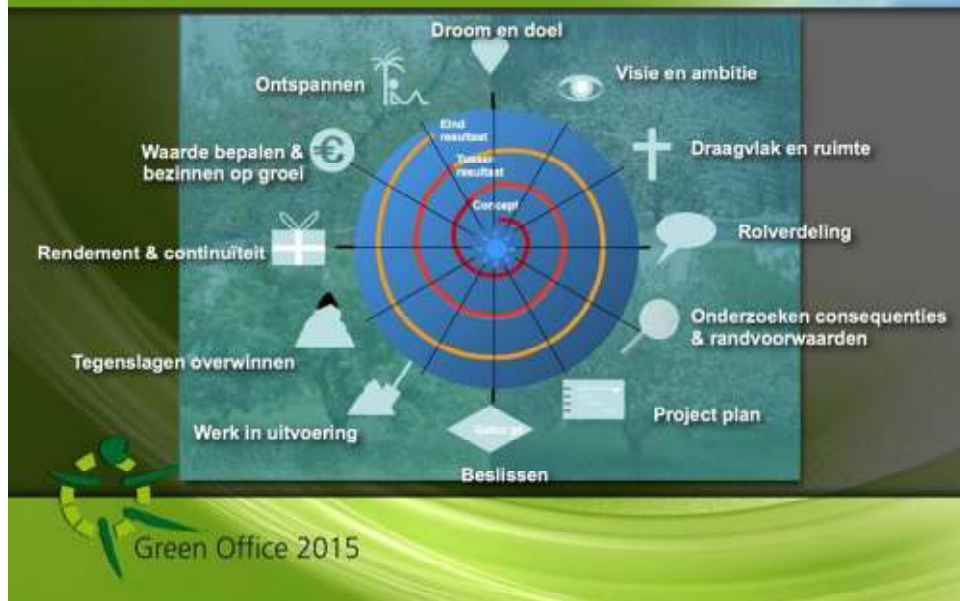 Droom en doel
Visie en ambitie
Draagvlak en ruimte
Rolverdeling
Onderzoeken consequenties
& randvoorwaarden
Project plan
Beslissen
Werk in uitvoering
Tegenslagen overwinnen
Rendement & continuïteit
Waarde bepalen &
bezinnen op groei
Ontspannen
Eind
resultaat
Tussen
resultaat
Concept
Green Office 2015